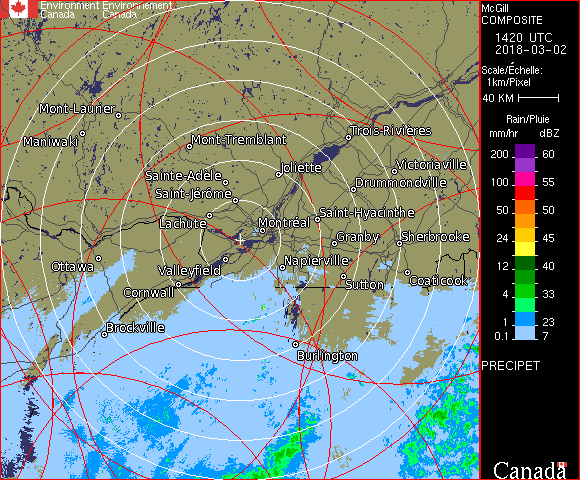 Environment Environnement
Canada Canada
Mont-Laurier
Maniwaki
Mont-Tremblant
Trois-Rivières
Joliette
Victoriaville
Sainte-Adèle
Drummondville
Saint-Jérôme
Saint-Hyacinthe
Lachute
Montréal
Granby
Sherbrooke
Ottawa
Valleyfield
Napierville
Cornwall
Sutton
Coaticook
Brockville
Burlington
McGill
COMPOSITE
1420 UTC
2018-03-02
Scale/Échelle:
1km/Pixel
40 KM
Rain/Pluie
mm/hr dBZ
200 60
100 55
50 50
24 45
12 40
4 33
1 23
0.1 7
PRECIPET
Canada